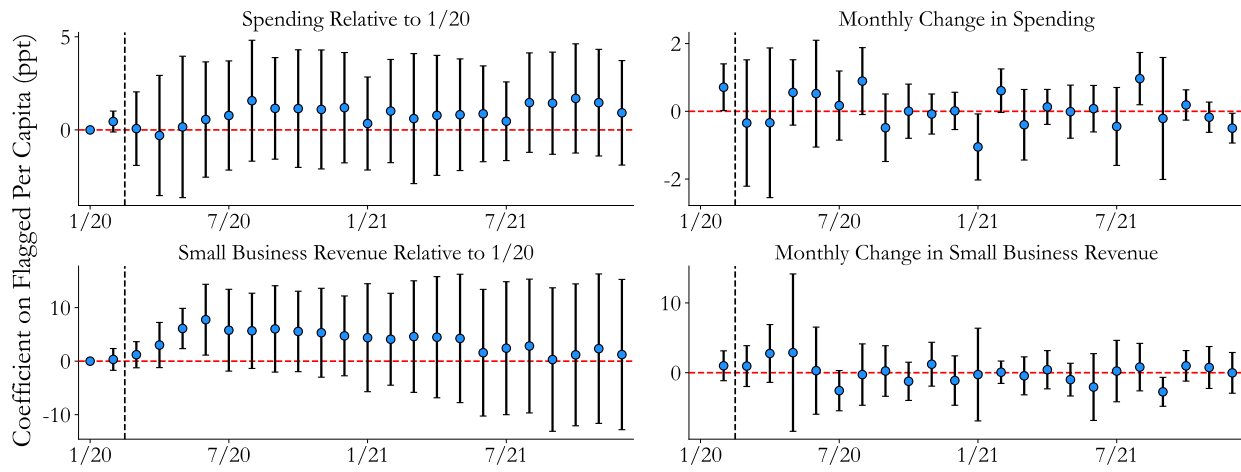 Coefficient on Flagged Per Capita (ppt)
Spending Relative to 1/20
5
0
1/20 7/20 1/21 7/21
Monthly Change in Spending
2
0
-2
7/20 1/21 7/21
1/20
Small Business Revenue Relative to 1/20
10
0
-10
1/20 7/20 1/21 7/21
Monthly Change in Small Business Revenue
10
0
1/20 7/20 1/21 7/21